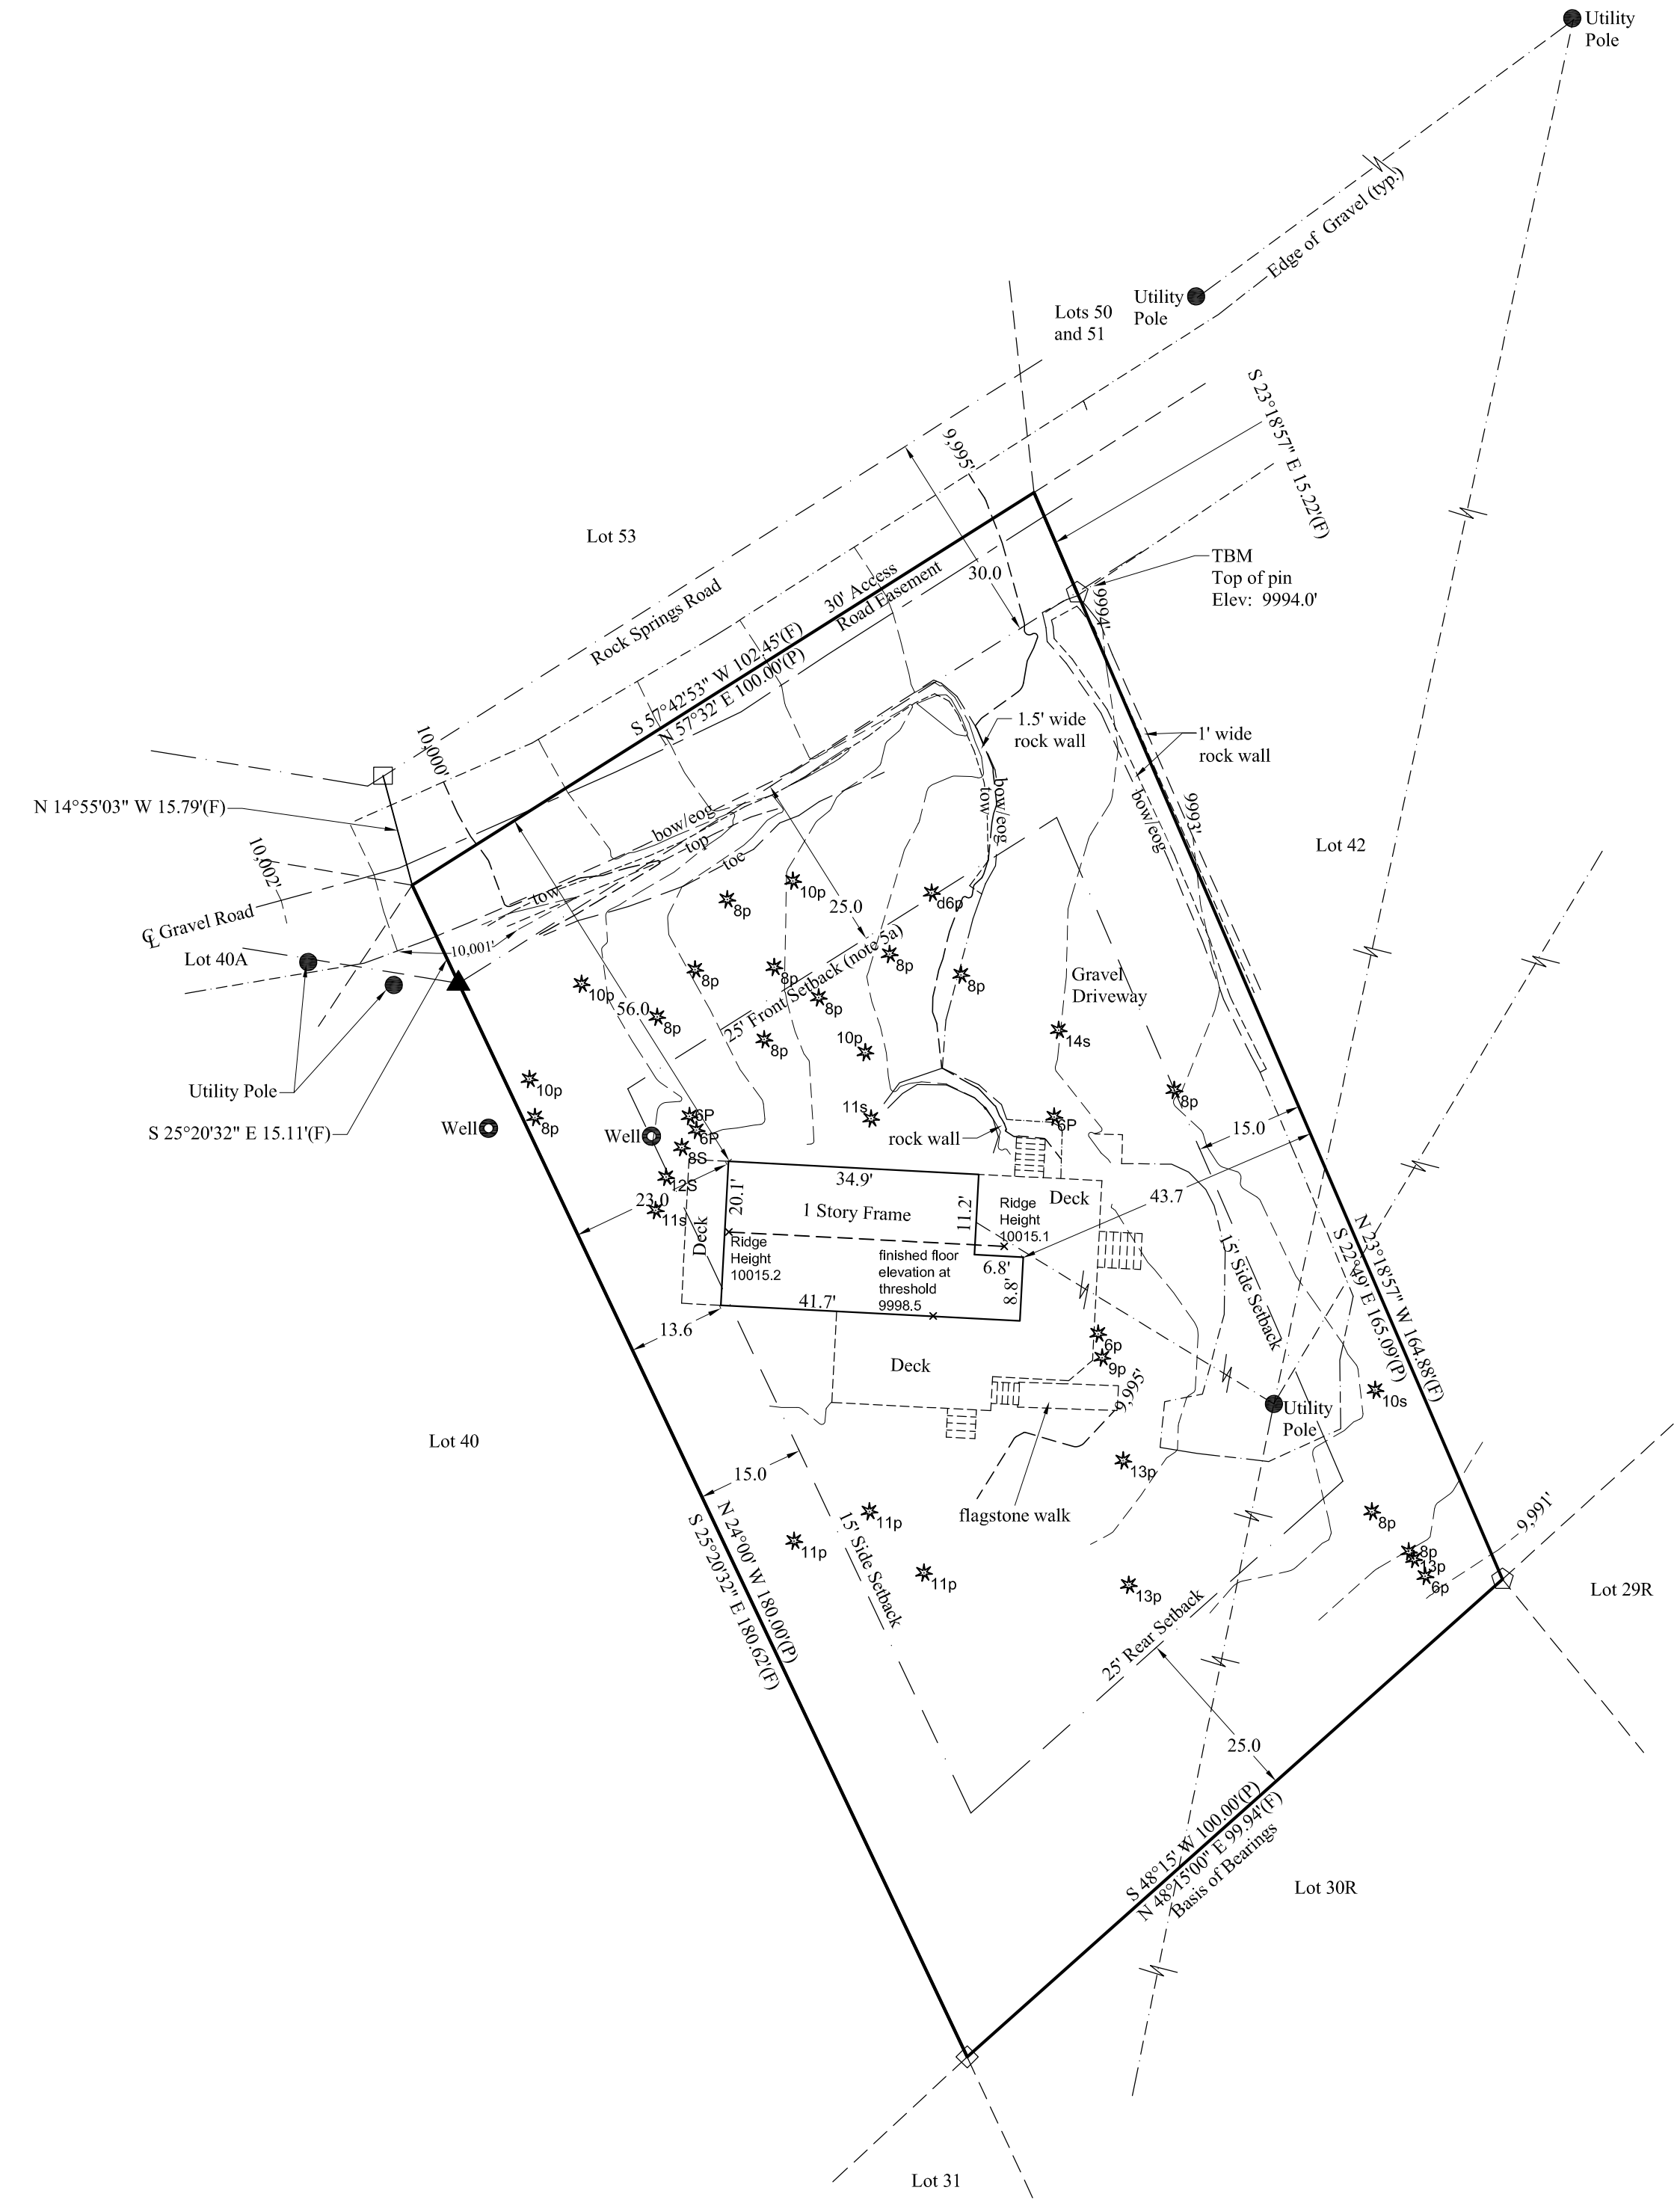 Utility
Pole
Edge of Gravel (typ.)
Utility
Pole
Lots 50
and 51
S 23°18'57" E 15.22'(F)
9,995'
Lot 53
30.0
TBM
Top of pin
Elev: 9994.0'
30' Access
Road Easement
Rock Springs Road
9994'
S 57°42'53" W 102.45'(F)
N 57°32' E 100.00'(P)
1.5' wide
rock wall
1' wide
rock wall
10,000'
N 14°55'03" W 15.79'(F)
bow/eog
tow
bow/eog
9993'
bow/eog
top
toe
Lot 42
10,002'
tow
10p
8p
25.0
d6p
℄ Gravel Road
10,001'
Lot 40A
25' Front Setback (note 5a)
8p
8p
8p
8p
8p
10p
Gravel
Driveway
56.0
8p
8p
10p
14s
Utility Pole
10p
8p
8p
11s
6P
6P
6P
Well
Well
S 25°20'32" E 15.11'(F)
rock wall
15.0
8S
12S
34.9'
Deck
43.7
23.0
11s
20.1'
1 Story Frame
11.2'
Ridge
Height
10015.1
Deck
Ridge
Height
10015.2
finished floor
elevation at
threshold
9998.5
6.8'
8.8'
15' Side Setback
N 23°18'57" W 164.88'(F)
S 22°49' E 165.09'(P)
41.7'
13.6
6p
9p
Deck
9,995'
10s
Utility
Pole
Lot 40
13p
15.0
flagstone walk
11p
11p
8p
9,991'
N 24°00' W 180.00'(P)
S 25°20'32" E 180.62'(F)
15' Side Setback
11p
13p
8p
13p
6p
Lot 29R
25' Rear Setback
25.0
S 48°15' W 100.00'(P)
N 48°15'00" E 99.94'(F)
Basis of Bearings
Lot 30R
Lot 31